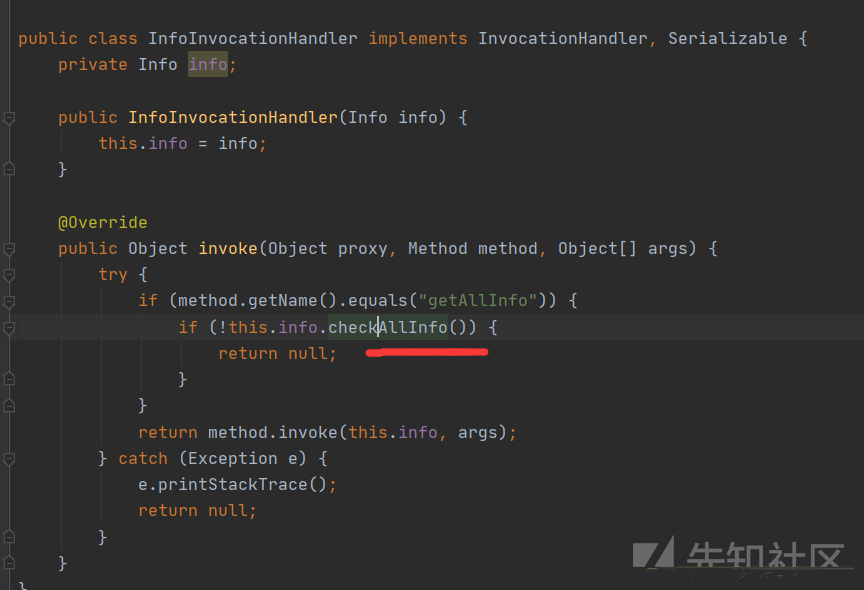 public class InfoInvocationHandler implements InvocationHandler, Serializable {
    private Info info;
    public InfoInvocationHandler(Info info) {
        this.info = info;
    }
    @Override
    public Object invoke(Object proxy, Method method, Object[] args) {
        try {
            if (method.getName().equals("getAllInfo")) {
                if (!this.info.checkAllInfo()) {
                    return null;
                }
            }
            return method.invoke(this.info, args);
        } catch (Exception e) {
            e.printStackTrace();
            return null;
        }
    }
}
先知社区